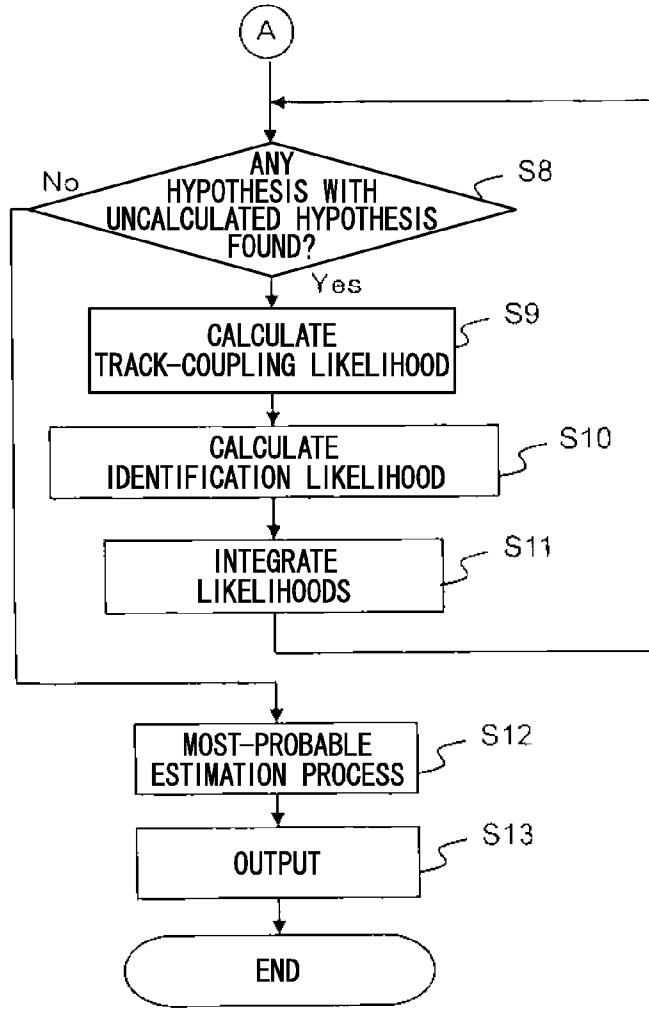 A
ANY
HYPOTHESIS WITH
UNCALCULATED HYPOTHESIS
FOUND?
S8
No
Yes
CALCULATE
TRACK-COUPLING LIKELIHOOD
S9
CALCULATE
IDENTIFICATION LIKELIHOOD
S10
INTEGRATE
LIKELIHOODS
S11
MOST-PROBABLE
ESTIMATION PROCESS
S12
OUTPUT
S13
END